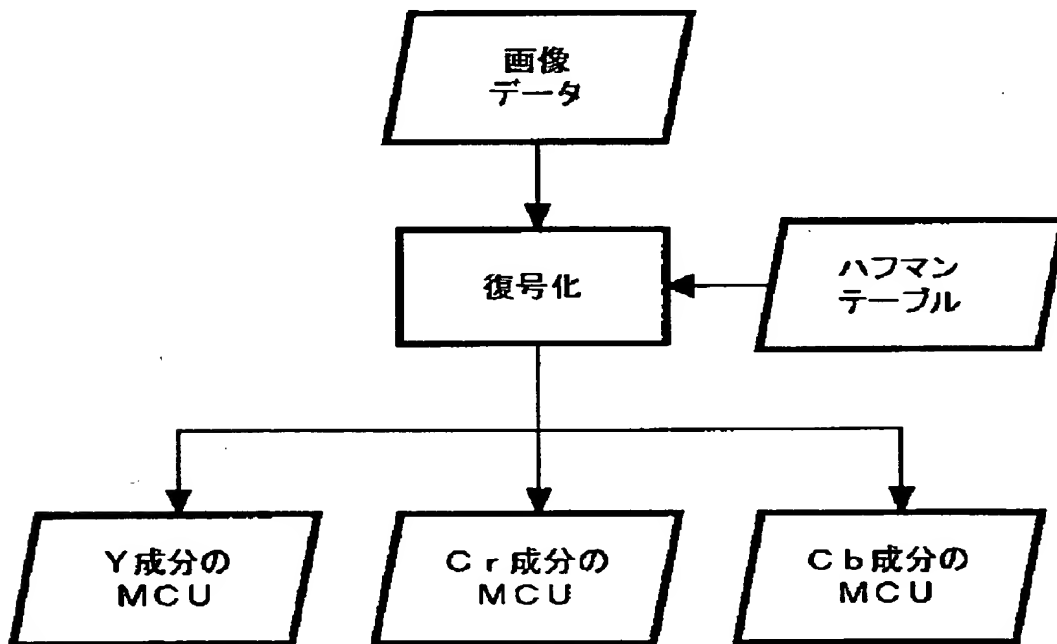 画像
データ
復号化
ハフマン
テーブル
Y成分の
MCU
Cr成分の
MCU
Cb成分の
MCU